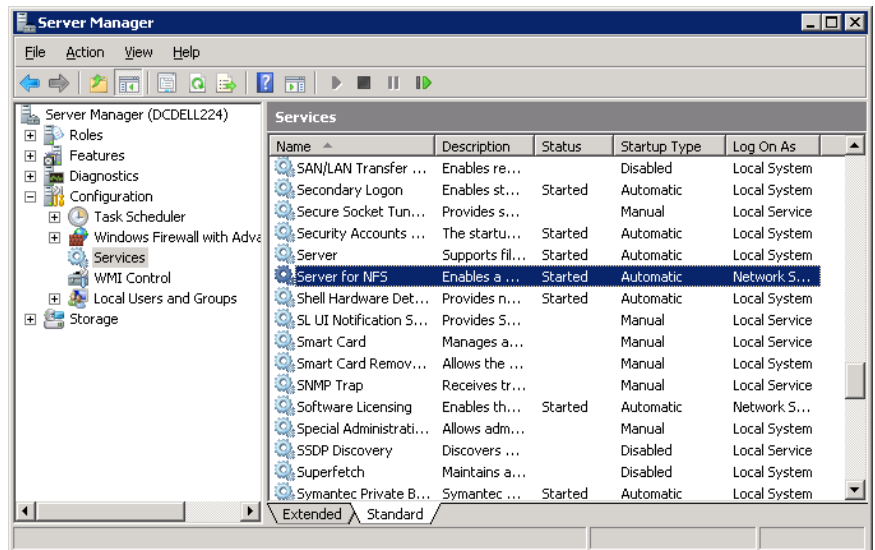 Server Manager
File Action View Help
Server Manager (DCDELL224)
Roles
Features
Diagnostics
Configuration
Task Scheduler
Windows Firewall with Adva
Services
WMI Control
Local Users and Groups
Storage
Services
Name Description Status Startup Type Log On As
SAN/LAN Transfer ... Enables re... Disabled Local System
Secondary Logon Enables st... Started Automatic Local System
Secure Socket Tun... Provides s... Manual Local Service
Security Accounts ... The startu... Started Automatic Local System
Server Supports fil... Started Automatic Local System
Server for NFS Enables a ... Started Automatic Network S...
Shell Hardware Det... Provides n... Started Automatic Local System
SL UI Notification S... Provides S... Manual Local Service
Smart Card Manages a... Manual Local Service
Smart Card Remov... Allows the ... Manual Local System
SNMP Trap Receives tr... Manual Local Service
Software Licensing Enables th... Started Automatic Network S...
Special Administrati... Allows adm... Manual Local System
SSDP Discovery Discovers ... Disabled Local Service
Superfetch Maintains a... Disabled Local System
Symantec Private B... Symantec ... Started Automatic Local System
Extended Standard